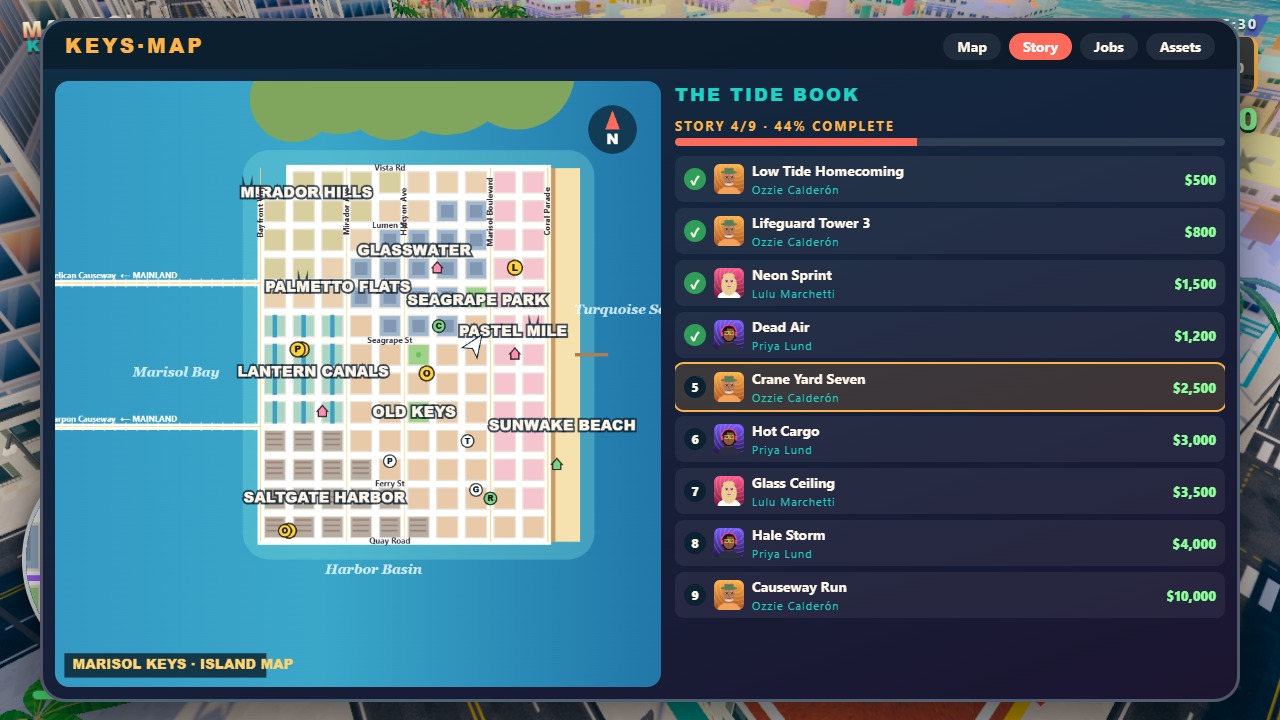 KEYS·MAP
Map
Story
Jobs
Assets
:30
N
Vista Rd
MIRADOR HILLS
Lumen
Marisol Boulevard
Coral Parade
GLASSWATER
L
elican Causeway ← MAINLAND
PALMETTO FLATS
SEAGRAPE PARK
Turquoise So
C
PASTEL MILE
Seagrape St
P
Marisol Bay
LANTERN CANALS
O
OLD KEYS
arpon Causeway ← MAINLAND
SUNWAKE BEACH
T
P
Ferry St
G
R
SALTGATE HARBOR
O
Quay Road
Harbor Basin
MARISOL KEYS · ISLAND MAP
THE TIDE BOOK
STORY 4/9 · 44% COMPLETE
✓ Low Tide Homecoming $500
Ozzie Calderón
✓ Lifeguard Tower 3 $800
Ozzie Calderón
✓ Neon Sprint $1,500
Lulu Marchetti
✓ Dead Air $1,200
Priya Lund
5 Crane Yard Seven $2,500
Ozzie Calderón
6 Hot Cargo $3,000
Priya Lund
7 Glass Ceiling $3,500
Lulu Marchetti
8 Hale Storm $4,000
Priya Lund
9 Causeway Run $10,000
Ozzie Calderón